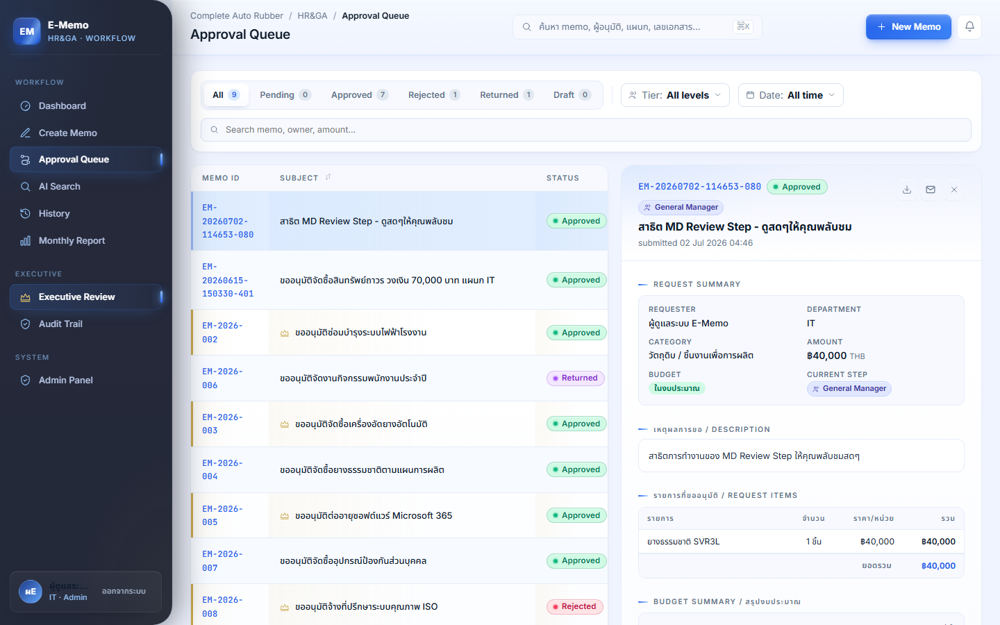 EM
E-Memo
HR&GA · WORKFLOW
WORKFLOW
Dashboard
Create Memo
Approval Queue
AI Search
History
Monthly Report
EXECUTIVE
Executive Review
Audit Trail
SYSTEM
Admin Panel
ผE
ผู้ดูแลระ...
IT · Admin
ออกจากระบบ
Complete Auto Rubber / HR&GA / Approval Queue
Approval Queue
ค้นหา memo, ผู้อนุมัติ, แผนก, เลขเอกสาร... ⌘K
New Memo
All 9
Pending 0
Approved 7
Rejected 1
Returned 1
Draft 0
Tier: All levels
Date: All time
Search memo, owner, amount...
MEMO ID SUBJECT STATUS
EM-20260702-114653-080 สาธิต MD Review Step - ดูสดๆให้คุณพลับชม Approved
EM-20260615-150330-401 ขออนุมัติจัดซื้อสินทรัพย์ถาวร วงเงิน 70,000 บาท แผนก IT Approved
EM-2026-002 ขออนุมัติซ่อมบำรุงระบบไฟฟ้าโรงงาน Approved
EM-2026-006 ขออนุมัติจัดงานกิจกรรมพนักงานประจำปี Returned
EM-2026-003 ขออนุมัติจัดซื้อเครื่องอัดยางอัตโนมัติ Approved
EM-2026-004 ขออนุมัติจัดซื้อยางธรรมชาติตามแผนการผลิต Approved
EM-2026-005 ขออนุมัติต่ออายุซอฟต์แวร์ Microsoft 365 Approved
EM-2026-007 ขออนุมัติจัดซื้ออุปกรณ์ป้องกันส่วนบุคคล Approved
EM-2026-008 ขออนุมัติจ้างที่ปรึกษาระบบคุณภาพ ISO Rejected
EM-20260702-114653-080 Approved
General Manager
สาธิต MD Review Step - ดูสดๆให้คุณพลับชม
submitted 02 Jul 2026 04:46
REQUEST SUMMARY
REQUESTER DEPARTMENT
ผู้ดูแลระบบ E-Memo IT
CATEGORY AMOUNT
วัตถุดิบ / ชิ้นงานเพื่อการผลิต ฿40,000 THB
BUDGET CURRENT STEP
ในงบประมาณ General Manager
เหตุผลการขอ / DESCRIPTION
สาธิตการทำงานของ MD Review Step ให้คุณพลับชมสดๆ
รายการที่ขออนุมัติ / REQUEST ITEMS
รายการ จำนวน ราคา/หน่วย รวม
ยางธรรมชาติ SVR3L 1 ชิ้น ฿40,000 ฿40,000
ยอดรวม ฿40,000
BUDGET SUMMARY / สรุปงบประมาณ